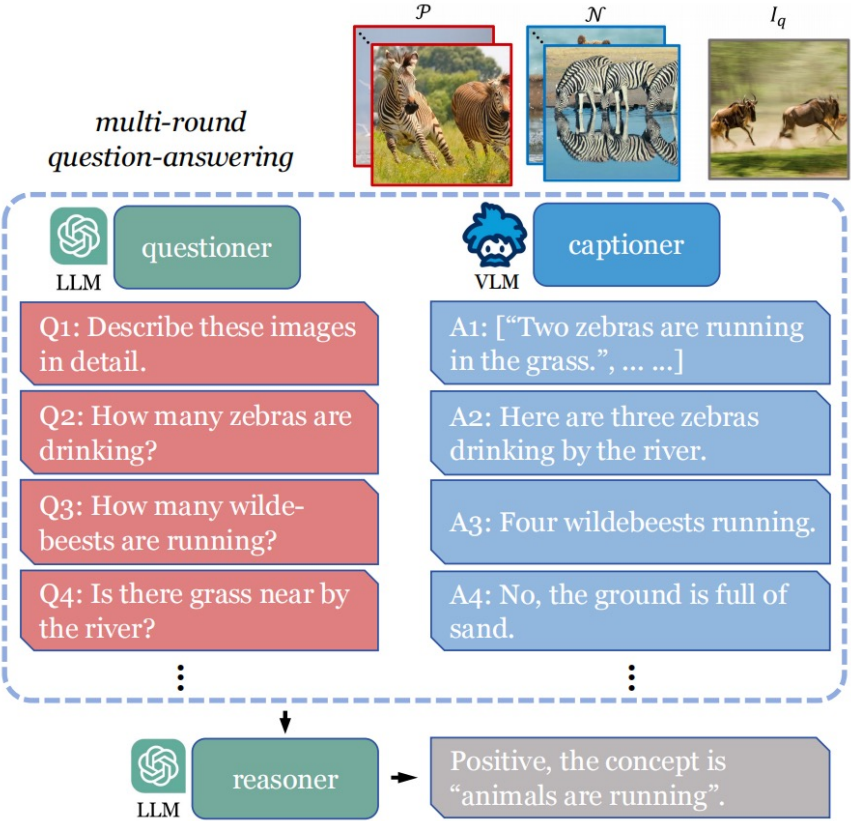 𝒫
𝒩
I_q
multi-round
question-answering
LLM
questioner
VLM
captioner
Q1: Describe these images
in detail.
A1: [“Two zebras are running
in the grass.”, ... ...]
Q2: How many zebras are
drinking?
A2: Here are three zebras
drinking by the river.
Q3: How many wilde-
beests are running?
A3: Four wildebeests running.
Q4: Is there grass near by
the river?
A4: No, the ground is full of
sand.
LLM
reasoner
Positive, the concept is
“animals are running”.